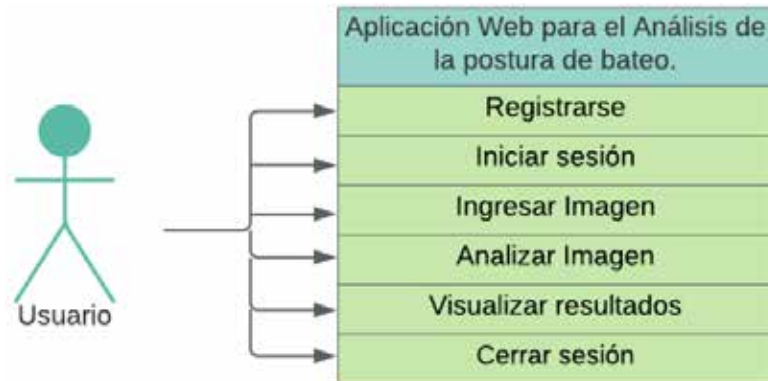 Aplicación Web para el Análisis de
la postura de bateo.
Registrarse
Iniciar sesión
Ingresar Imagen
Analizar Imagen
Visualizar resultados
Cerrar sesión
Usuario